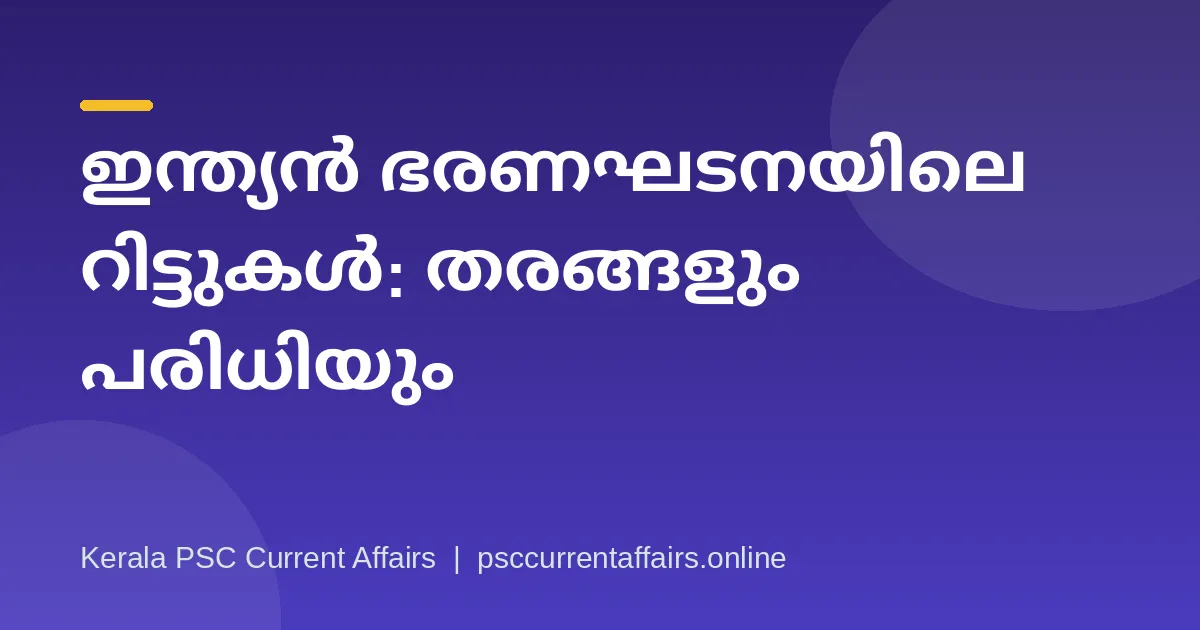 ഇന്ത്യൻ ഭരണഘടനയിലെ
റിട്ടുകൾ: തരങ്ങളും
പരിധിയും
Kerala PSC Current Affairs | psccurrentaffairs.online